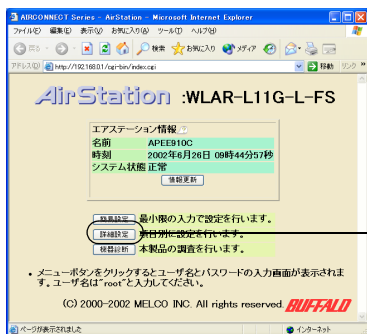 AIRCONNECT Series - AirStation - Microsoft Internet Explorer
ファイル(F) 編集(E) 表示(V) お気に入り(A) ツール(T) ヘルプ(H)
戻る 検索 お気に入り メディア
アドレス(D) http://192.168.0.1/cgi-bin/index.cgi 移動 リンク »
AirStation :WLAR-L11G-L-FS
エアステーション情報
名前 APEE910C
時刻 2002年6月26日 09時44分57秒
システム状態 正常
情報更新
簡易設定 最小限の入力で設定を行います。
詳細設定 項目別に設定を行います。
機器診断 本製品の調査を行います。
・メニューボタンをクリックするとユーザ名とパスワードの入力画面が表示されま
す。ユーザ名は"root"と入力してください。
(C) 2000-2002 MELCO INC. All rights reserved. BUFFALO
ページが表示されました インターネット